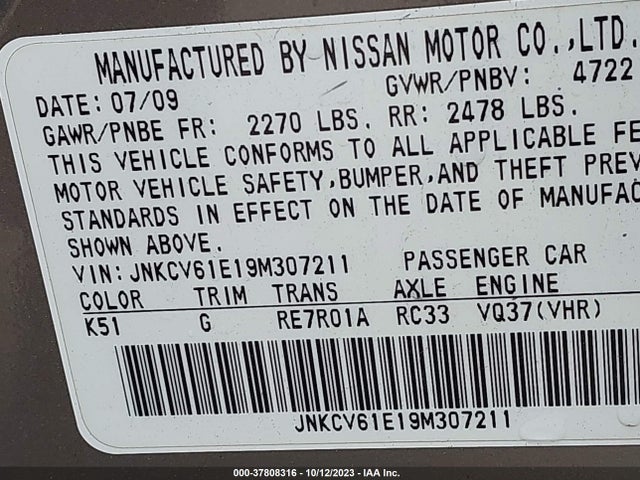 MANUFACTURED BY NISSAN MOTOR CO.,LTD.
DATE: 07/09 GVWR/PNBV: 4722
GAWR/PNBE FR: 2270 LBS. RR: 2478 LBS.
THIS VEHICLE CONFORMS TO ALL APPLICABLE FE
MOTOR VEHICLE SAFETY,BUMPER,AND THEFT PREV
STANDARDS IN EFFECT ON THE DATE OF MANUFAC
SHOWN ABOVE.
VIN: JNKCV61E19M307211 PASSENGER CAR
COLOR TRIM TRANS AXLE ENGINE
K51 G RE7R01A RC33 VQ37(VHR)
JNKCV61E19M307211
000-37808316 - 10/12/2023 - IAA Inc.